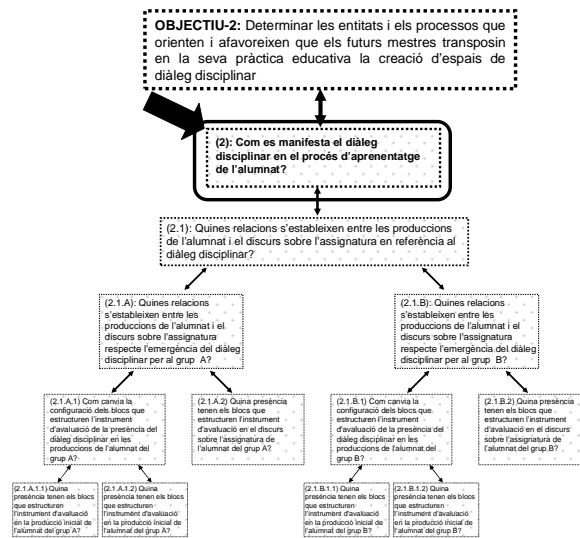 OBJECTIU-2: Determinar les entitats i els processos que
orienten i afavoreixen que els futurs mestres transposin
en la seva pràctica educativa la creació d'espais de
diàleg disciplinar
(2): Com es manifesta el diàleg
disciplinar en el procés d'aprenentatge
de l'alumnat?
(2.1): Quines relacions s'estableixen entre les produccions
de l'alumnat i el discurs sobre l'assignatura en referència al
diàleg disciplinar?
(2.1.A): Quines relacions
s'estableixen entre les
produccions de l'alumnat i el
discurs sobre l'assignatura
respecte l'emergència del diàleg
disciplinar per al grup A?
(2.1.B): Quines relacions
s'estableixen entre les
produccions de l'alumnat i el
discurs sobre l'assignatura
respecte l'emergència del diàleg
disciplinar per al grup B?
(2.1.A.1) Com canvia la
configuració dels blocs que
estructuren l'instrument
d'avaluació de la presència del
diàleg disciplinar en les
produccions de l'alumnat del
grup A?
(2.1.A.2) Quina presència
tenen els blocs que
estructuren l'instrument
d'avaluació en el discurs
sobre l'assignatura de
l'alumnat del grup A?
(2.1.B.1) Com canvia la
configuració dels blocs que
estructuren l'instrument
d'avaluació de la presència del
diàleg disciplinar en les
produccions de l'alumnat del
grup B?
(2.1.B.2) Quina presència
tenen els blocs que
estructuren l'instrument
d'avaluació en el discurs
sobre l'assignatura de
l'alumnat del grup B?
(2.1.A.1.1) Quina
presència tenen els blocs
que estructuren
l'instrument d'avaluació
en la producció inicial de
l'alumnat del grup A?
(2.1.A.1.2) Quina
presència tenen els blocs
que estructuren
l'instrument d'avaluació
en la producció final de
l'alumnat del grup A?
(2.1.B.1.1) Quina
presència tenen els blocs
que estructuren
l'instrument d'avaluació
en la producció inicial de
l'alumnat del grup B?
(2.1.B.1.2) Quina
presència tenen els blocs
que estructuren
l'instrument d'avaluació
en la producció final de
l'alumnat del grup B?